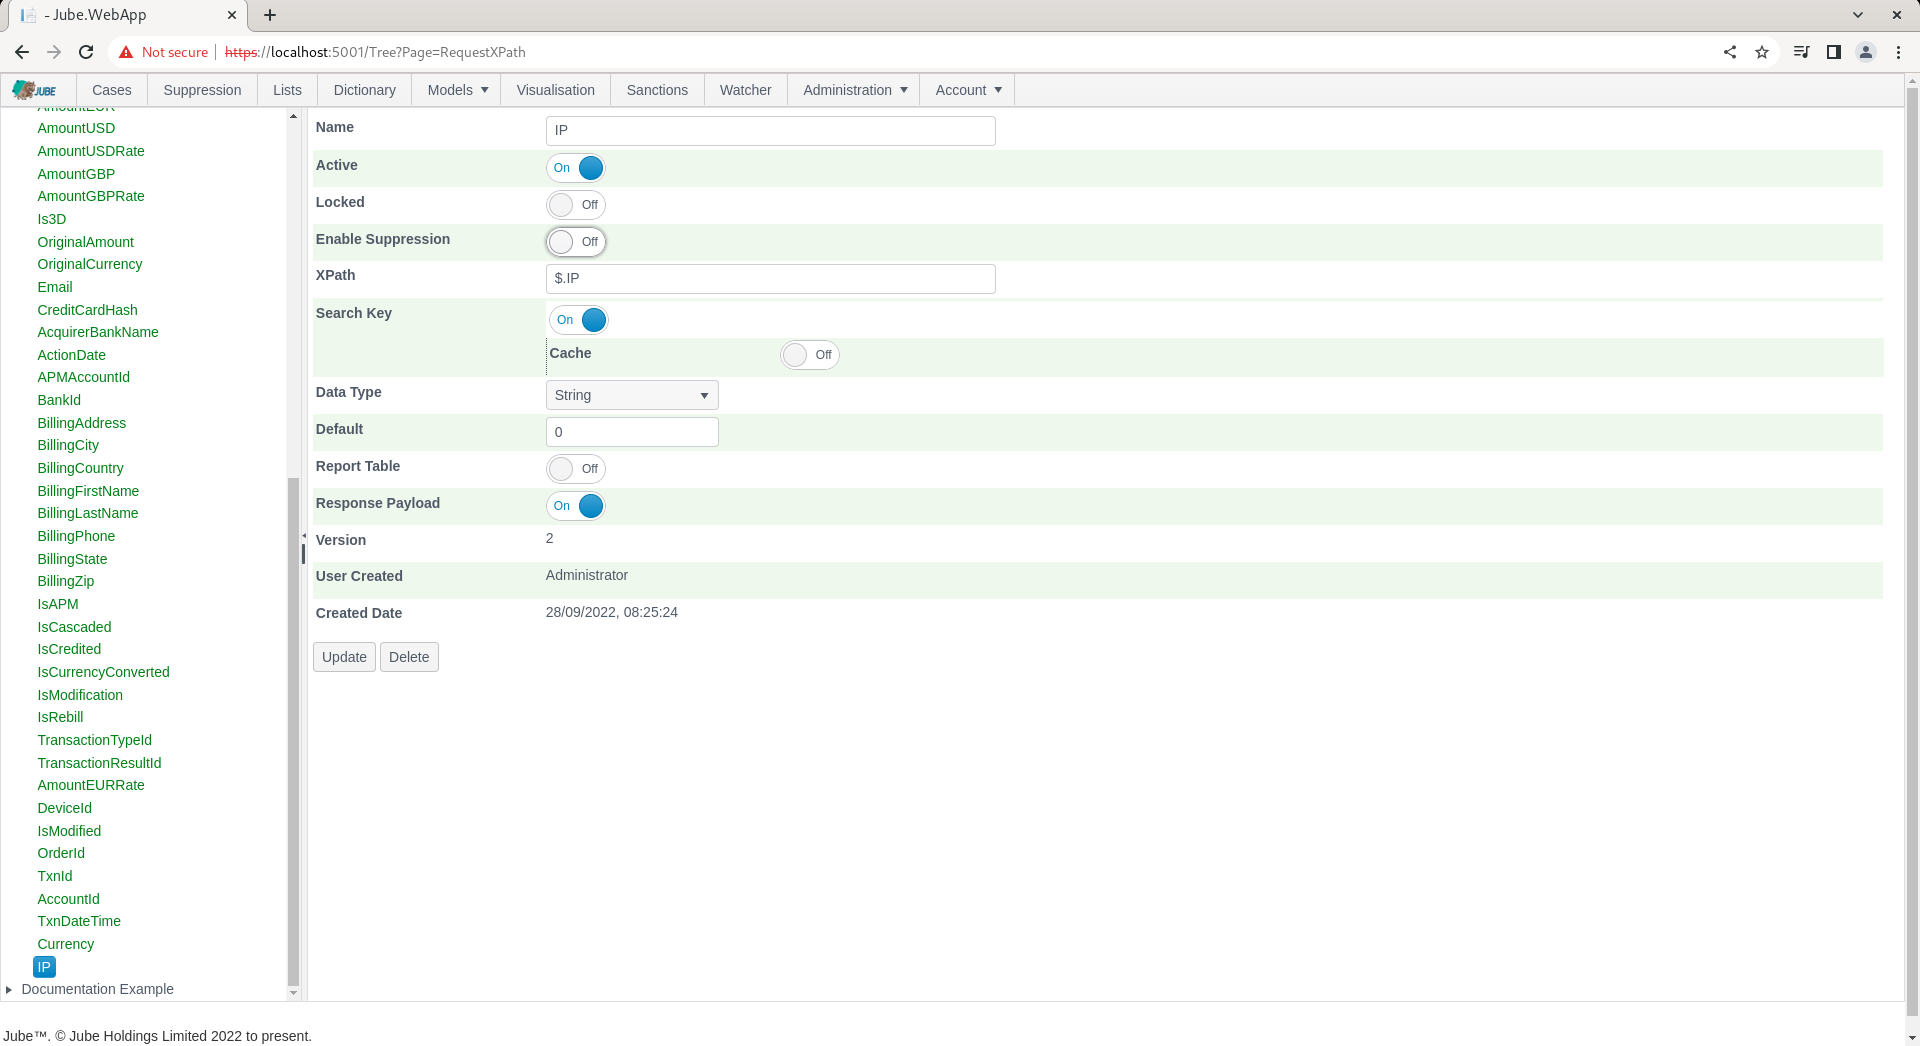 - Jube.WebApp
Not secure https://localhost:5001/Tree?Page=RequestXPath
JUBE Cases Suppression Lists Dictionary Models Visualisation Sanctions Watcher Administration Account
AmountEUR
AmountUSD
AmountUSDRate
AmountGBP
AmountGBPRate
Is3D
OriginalAmount
OriginalCurrency
Email
CreditCardHash
AcquirerBankName
ActionDate
APMAccountId
BankId
BillingAddress
BillingCity
BillingCountry
BillingFirstName
BillingLastName
BillingPhone
BillingState
BillingZip
IsAPM
IsCascaded
IsCredited
IsCurrencyConverted
IsModification
IsRebill
TransactionTypeId
TransactionResultId
AmountEURRate
DeviceId
IsModified
OrderId
TxnId
AccountId
TxnDateTime
Currency
IP
Documentation Example
Name IP
Active On
Locked Off
Enable Suppression Off
XPath $.IP
Search Key On
Cache Off
Data Type String
Default 0
Report Table Off
Response Payload On
Version 2
User Created Administrator
Created Date 28/09/2022, 08:25:24
Update Delete
Jube™. © Jube Holdings Limited 2022 to present.